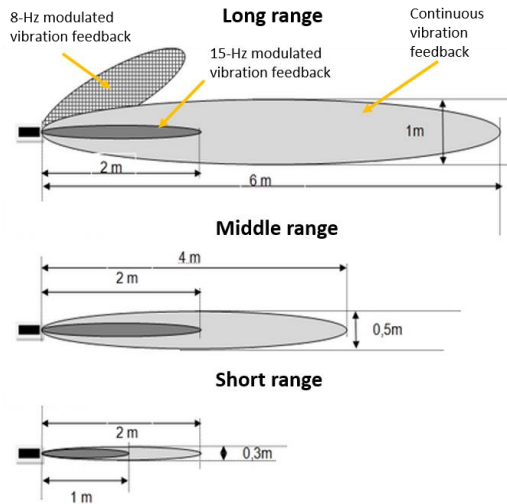 Long range
8-Hz modulated
vibration feedback
15-Hz modulated
vibration feedback
Continuous
vibration
feedback
1m
2 m
6 m
Middle range
4 m
2 m
0,5m
Short range
2 m
0,3m
1 m